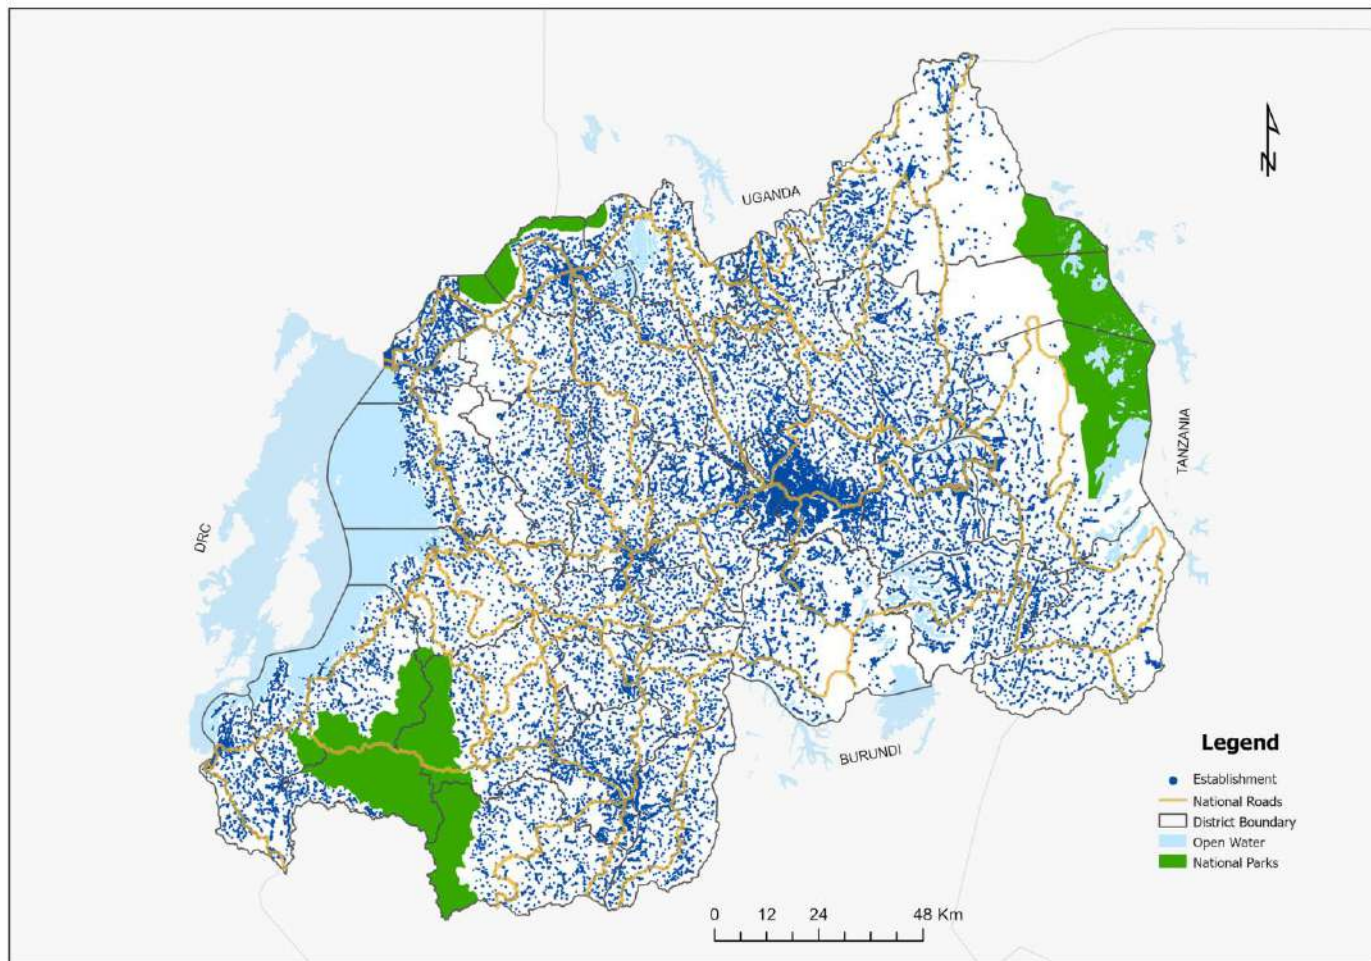 UGANDA
N
TANZANIA
DRC
BURUNDI
Legend
Establishment
National Roads
District Boundary
Open Water
National Parks
0 12 24 48 Km